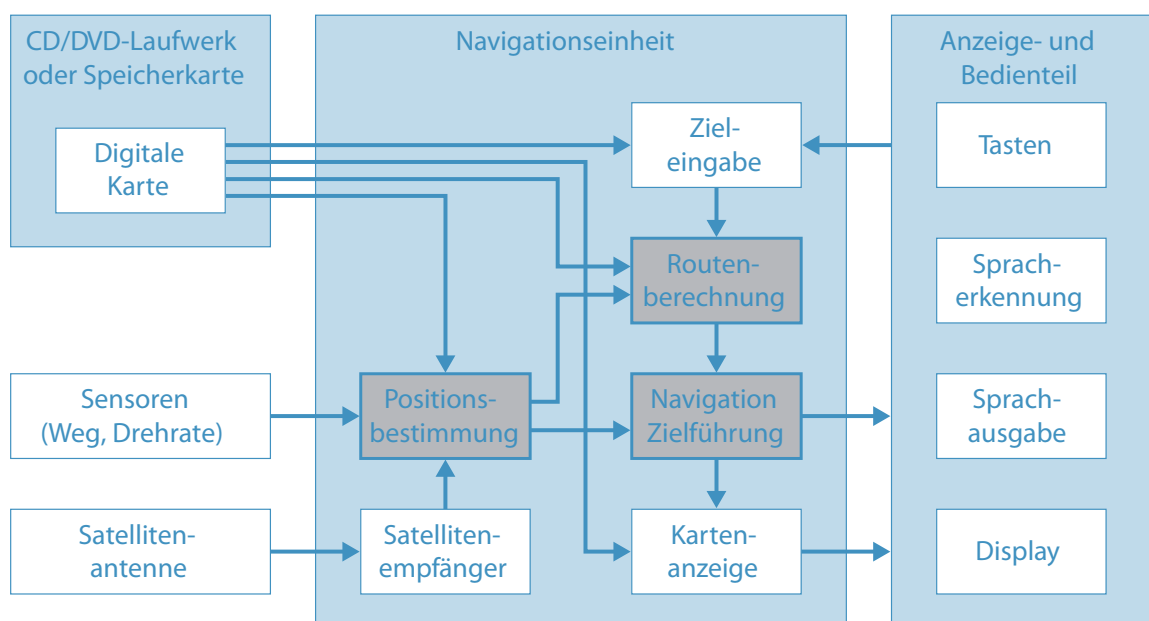 CD/DVD-Laufwerk
oder Speicherkarte
Digitale
Karte
Sensoren
(Weg, Drehrate)
Satelliten-
antenne
Navigationseinheit
Ziel-
eingabe
Routen-
berechnung
Positions-
bestimmung
Navigation
Zielführung
Satelliten-
empfänger
Karten-
anzeige
Anzeige- und
Bedienteil
Tasten
Sprach-
erkennung
Sprach-
ausgabe
Display